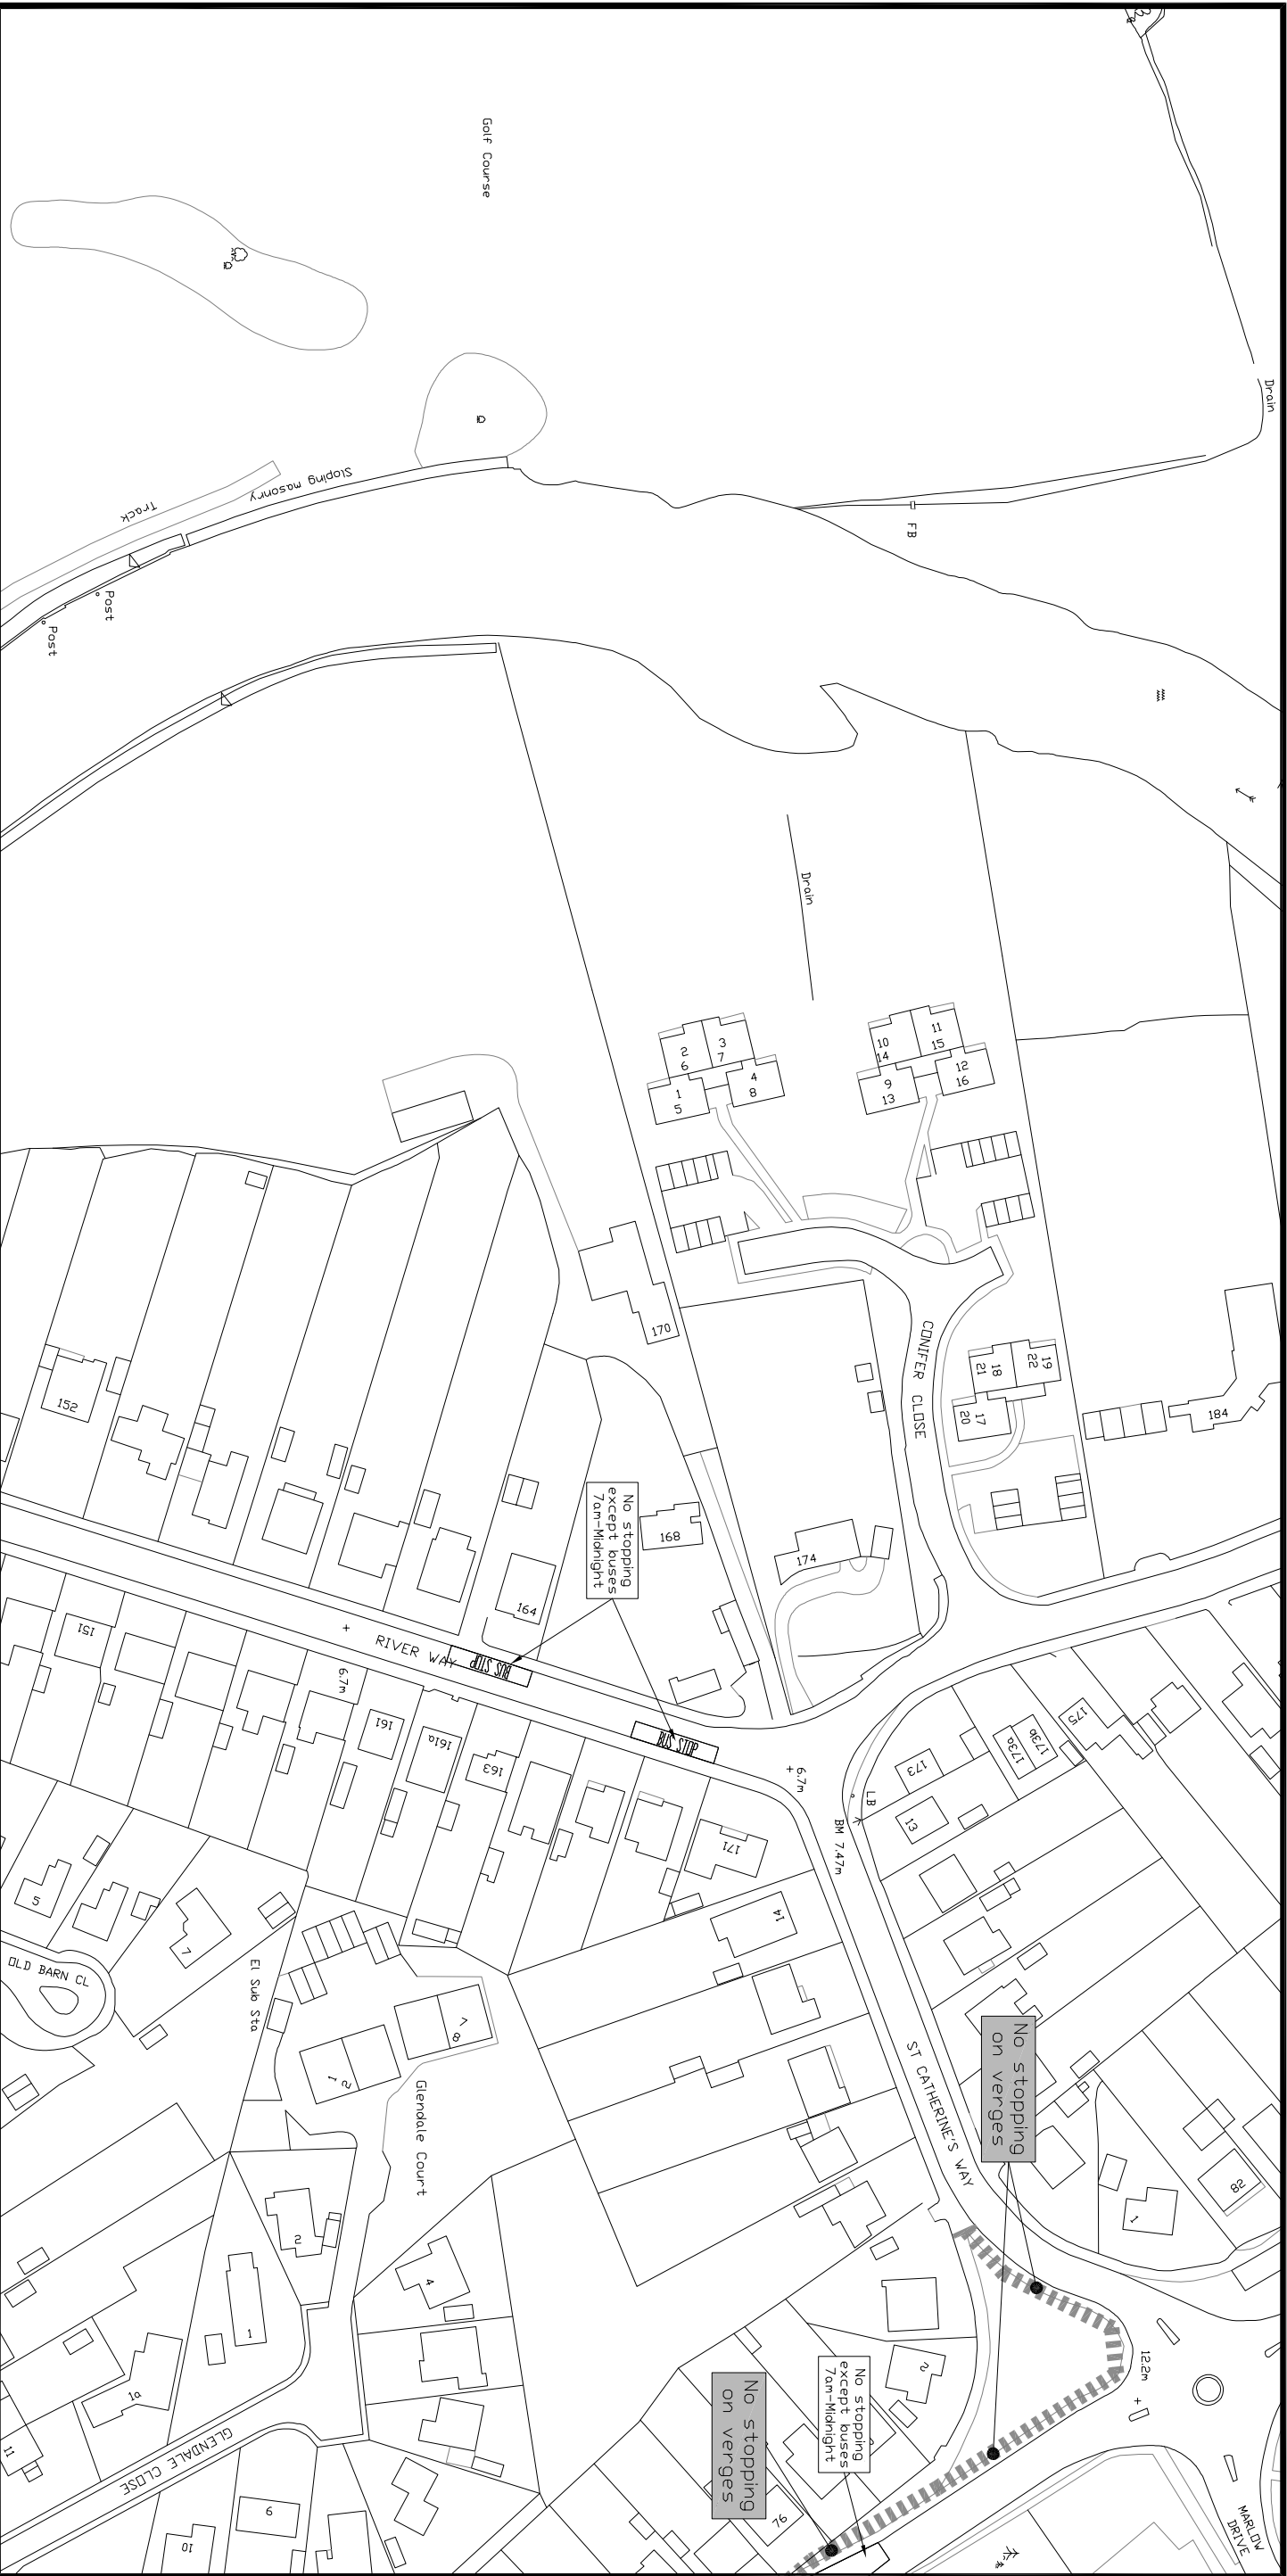 Golf Course
Drain
Sloping masonry
Track
FB
Post
Post
Drain
2
6
3
7
1
5
4
8
10
14
11
15
9
13
12
16
CONIFER CLOSE
170
152
19
22
18
21
17
20
184
No stopping
except buses
7am-Midnight
168
174
164
BUS STOP
RIVER WAY
151
6.7m
161
161a
163
BUS STOP
6.7m
171
BM 7.47m
LB
173
173a
173b
175
13
14
5
7
OLD BARN CL
El Sub Sta
7
8
1
2
Glendale Court
ST CATHERINE'S WAY
No stopping
on verges
82
1
2
4
1
1a
11
GLENDALE CLOSE
6
10
12.2m
2
No stopping
except buses
7am-Midnight
No stopping
on verges
76
MARLOW
DRIVE